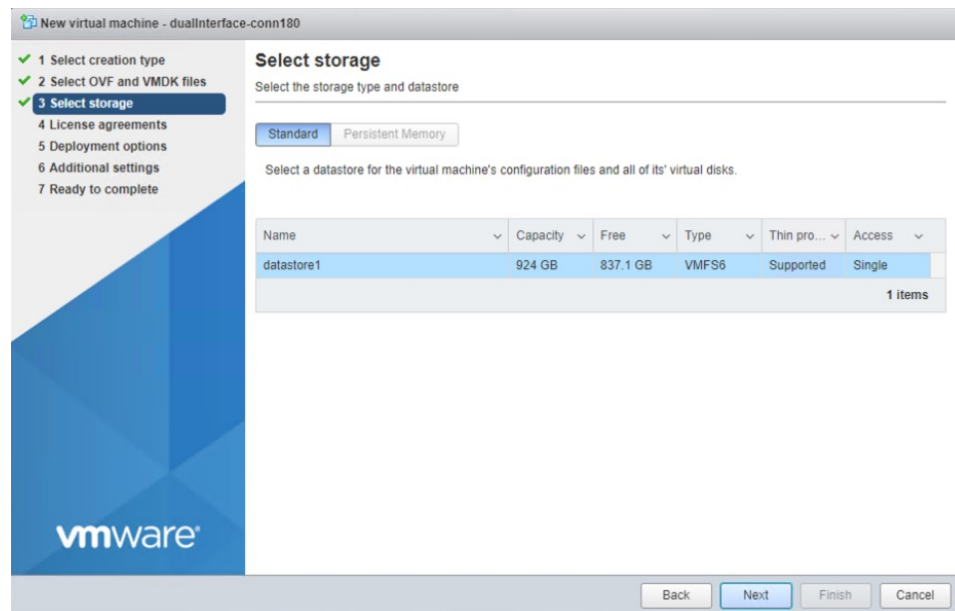 New virtual machine - dualInterface-conn180
1 Select creation type
2 Select OVF and VMDK files
3 Select storage
4 License agreements
5 Deployment options
6 Additional settings
7 Ready to complete
vmware®
Select storage
Select the storage type and datastore
Standard Persistent Memory
Select a datastore for the virtual machine's configuration files and all of its' virtual disks.
Name Capacity Free Type Thin pro... Access
datastore1 924 GB 837.1 GB VMFS6 Supported Single
1 items
Back Next Finish Cancel